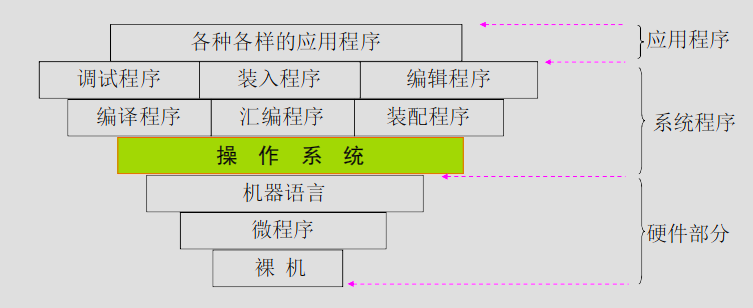 各种各样的应用程序
应用程序
调试程序 装入程序 编辑程序
编译程序 汇编程序 装配程序
系统程序
操 作 系 统
机器语言
微程序
硬件部分
裸 机